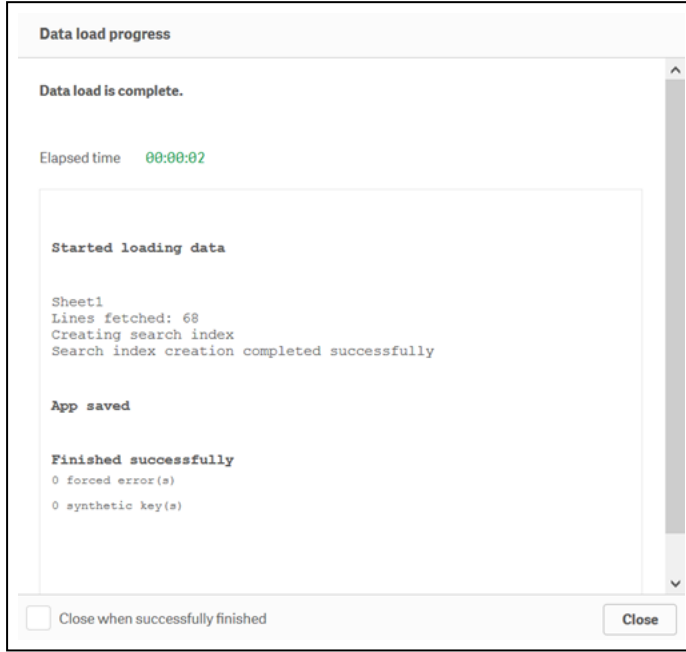 Data load progress
Data load is complete.
Elapsed time 00:00:02
Started loading data
Sheet1
Lines fetched: 68
Creating search index
Search index creation completed successfully
App saved
Finished successfully
0 forced error(s)
0 synthetic key(s)
Close when successfully finished
Close